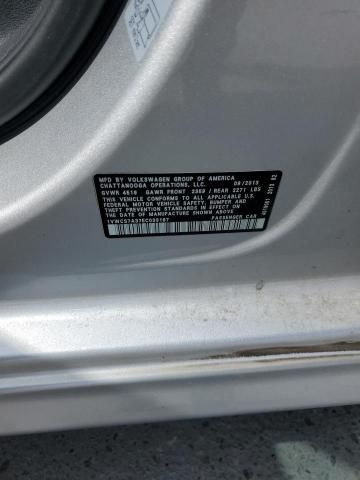 MFD BY VOLKSWAGEN GROUP OF AMERICA
CHATTANOOGA OPERATIONS, LLC. 09/2015
GVWR 4519 GAWR FRONT 2359 / REAR 2271 LBS
THIS VEHICLE CONFORMS TO ALL APPLICABLE U.S.
FEDERAL MOTOR VEHICLE SAFETY, BUMPER AND
THEFT PREVENTION STANDARDS IN EFFECT ON THE
DATE OF MANUFACTURE SHOWN ABOVE.
PASSENGER CAR